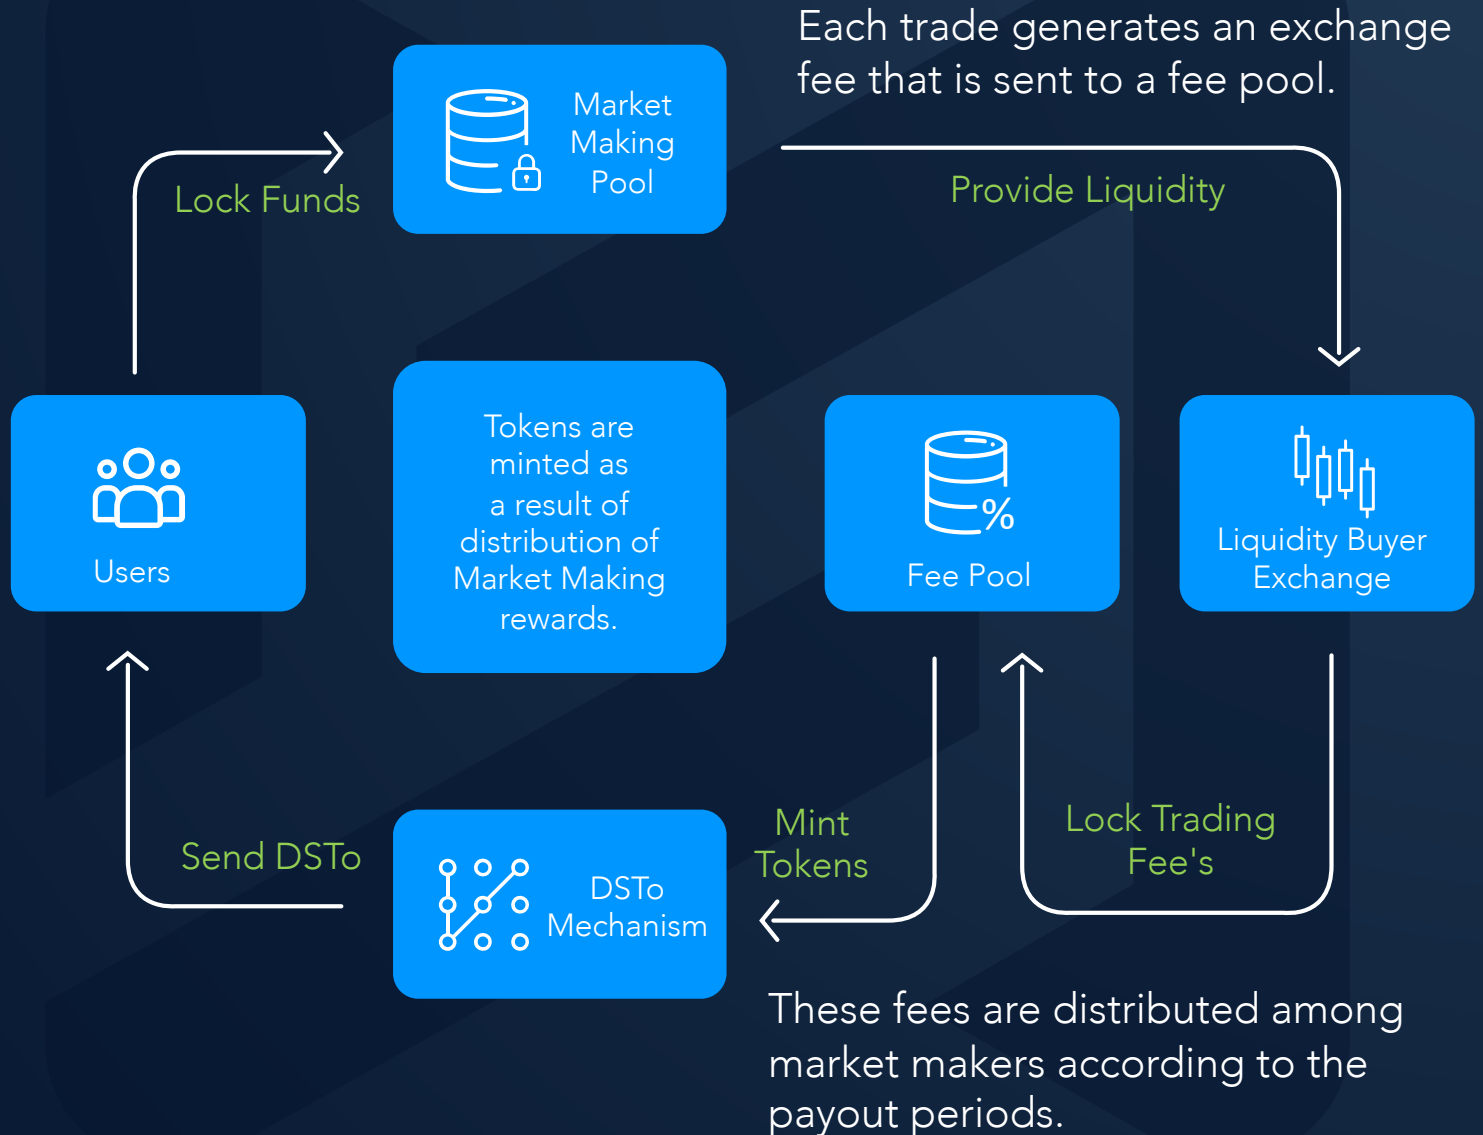 Each trade generates an exchange
fee that is sent to a fee pool.
Market
Making
Pool
Lock Funds
Provide Liquidity
Users
Tokens are
minted as
a result of
distribution of
Market Making
rewards.
%
Fee Pool
Liquidity Buyer
Exchange
Send DSTo
DSTo
Mechanism
Mint
Tokens
Lock Trading
Fee's
These fees are distributed among
market makers according to the
payout periods.